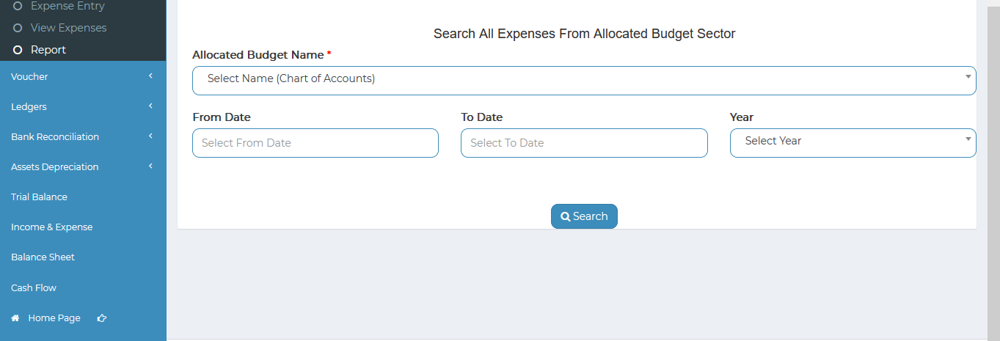 Expense Entry
View Expenses
Report
Voucher
Ledgers
Bank Reconciliation
Assets Depreciation
Trial Balance
Income & Expense
Balance Sheet
Cash Flow
Home Page
Search All Expenses From Allocated Budget Sector
Allocated Budget Name *
Select Name (Chart of Accounts)
From Date To Date Year
Select From Date Select To Date Select Year
Search